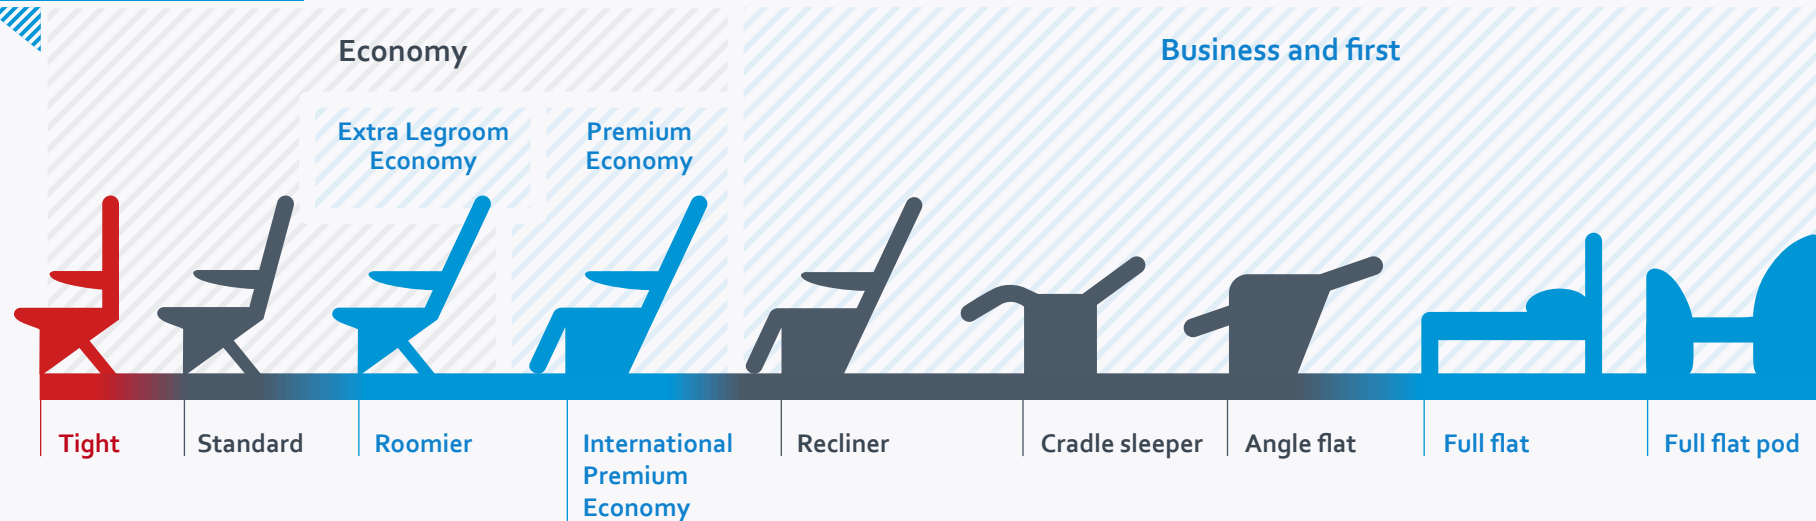 Economy
Business and first
Extra Legroom
Economy
Premium
Economy
Tight
Standard
Roomier
International
Premium
Economy
Recliner
Cradle sleeper
Angle flat
Full flat
Full flat pod